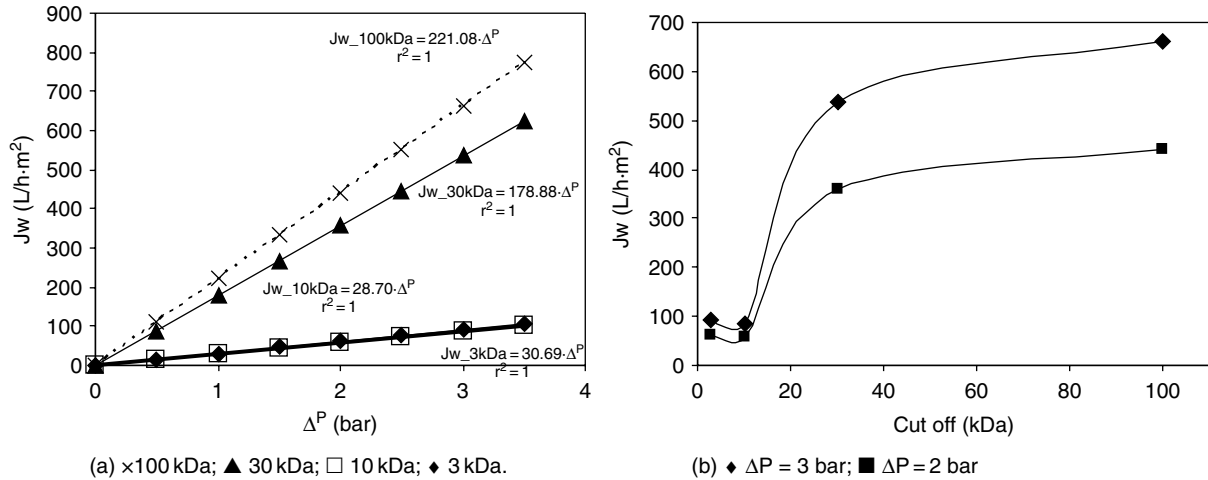 900
800
700
600
500
400
300
200
100
0
Jw (L/h·m²)
Jw_100kDa=221.08·Δᴾ
r²=1
Jw_30kDa=178.88·Δᴾ
r²=1
Jw_10kDa=28.70·Δᴾ
r²=1
Jw_3kDa=30.69·Δᴾ
r²=1
0 1 2 3 4
Δᴾ (bar)
(a) ×100 kDa; ▲ 30 kDa; □ 10 kDa; ♦ 3 kDa.
700
600
500
400
300
200
100
0
Jw (L/h·m²)
0 20 40 60 80 100
Cut off (kDa)
(b) ♦ ΔP = 3 bar; ■ ΔP = 2 bar